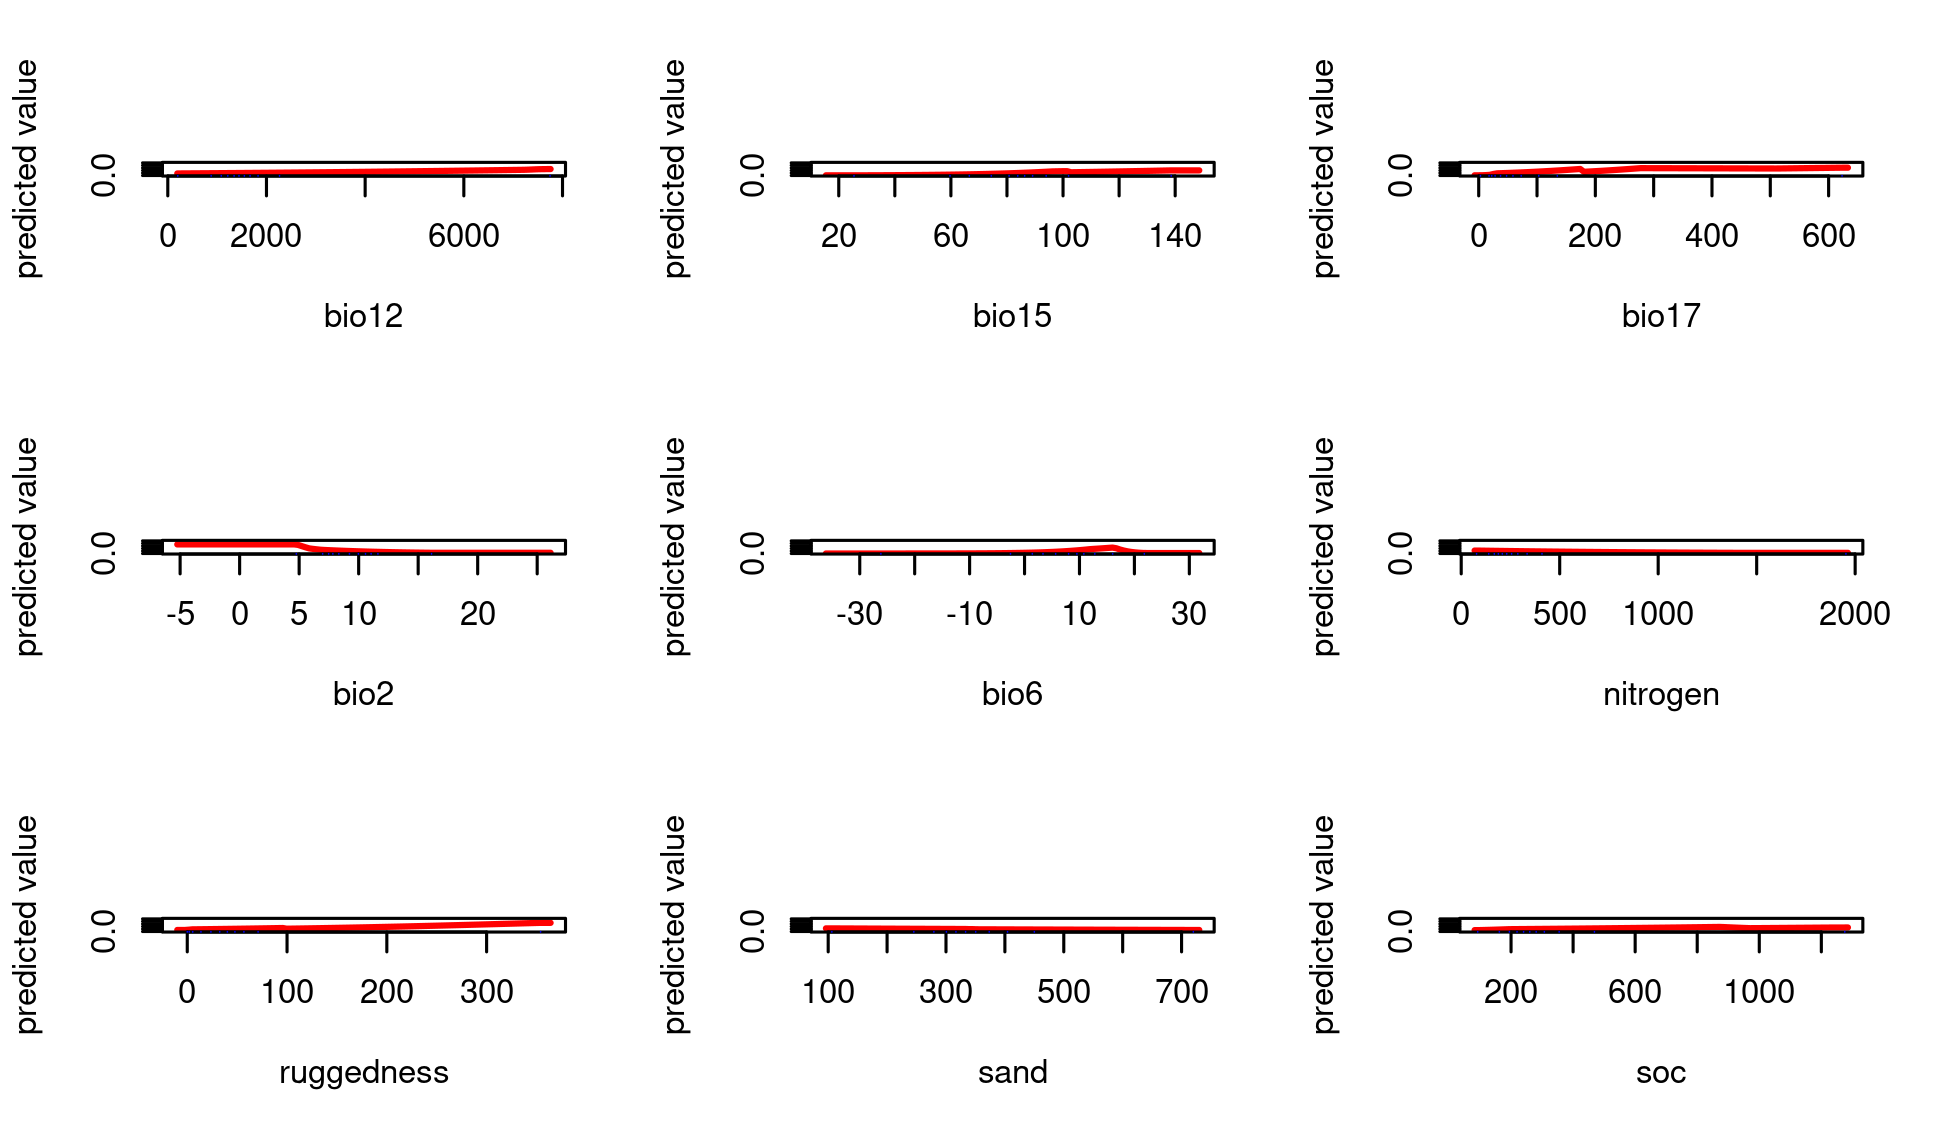 predicted value
0.0
0 2000 6000
bio12
predicted value
0.0
20 60 100 140
bio15
predicted value
0.0
0 200 400 600
bio17
predicted value
0.0
-5 0 5 10 20
bio2
predicted value
0.0
-30 -10 10 30
bio6
predicted value
0.0
0 500 1000 2000
nitrogen
predicted value
0.0
0 100 200 300
ruggedness
predicted value
0.0
100 300 500 700
sand
predicted value
0.0
200 600 1000
soc